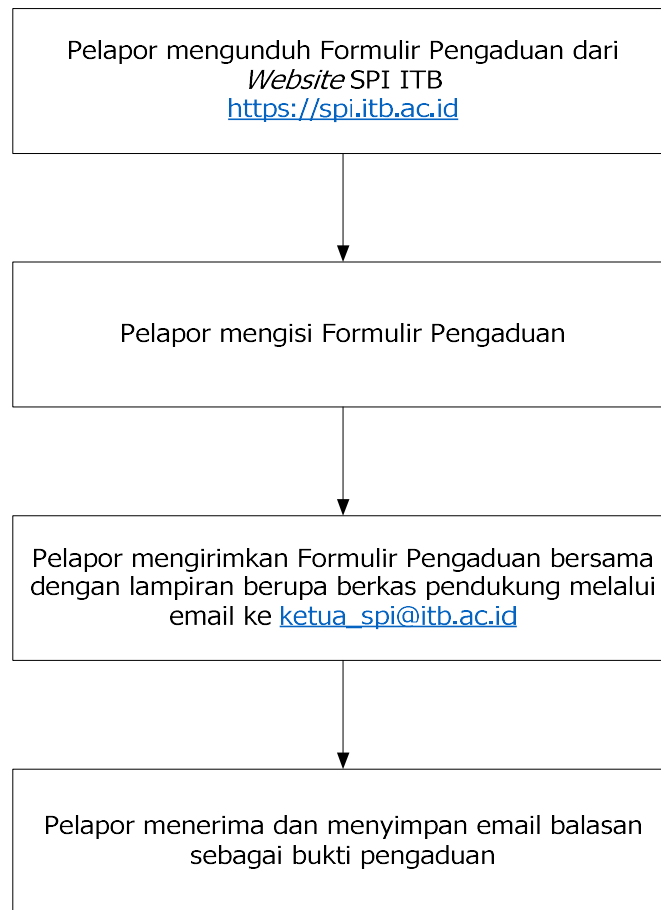 Pelapor mengunduh Formulir Pengaduan dari
Website SPI ITB
https://spi.itb.ac.id
Pelapor mengisi Formulir Pengaduan
Pelapor mengirimkan Formulir Pengaduan bersama
dengan lampiran berupa berkas pendukung melalui
email ke ketua_spi@itb.ac.id
Pelapor menerima dan menyimpan email balasan
sebagai bukti pengaduan